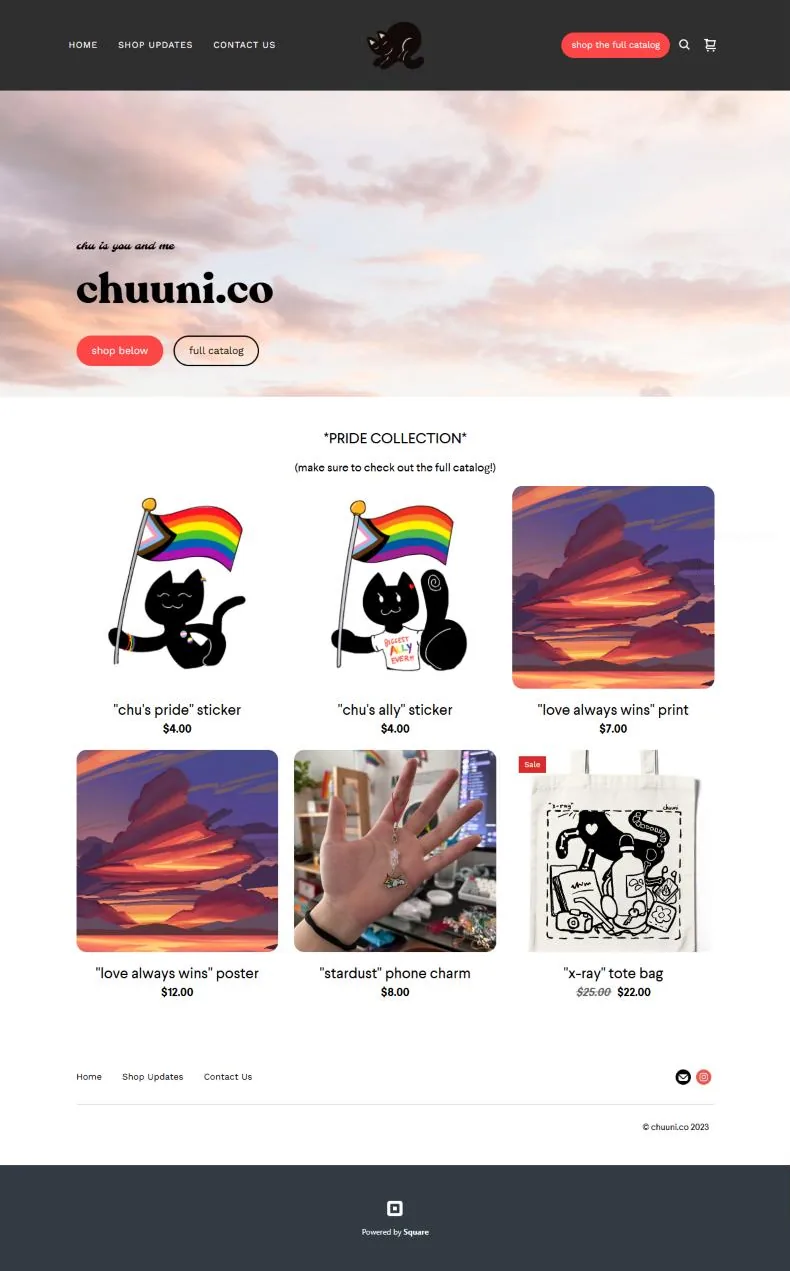 HOME SHOP UPDATES CONTACT US shop the full catalog
chu is you and me
chuuni.co
shop below full catalog
*PRIDE COLLECTION*
(make sure to check out the full catalog!)
BIGGEST
ALLY
EVER!!!
"chu's pride" sticker "chu's ally" sticker "love always wins" print
$4.00 $4.00 $7.00
Sale
"x-ray" chuuni
"love always wins" poster "stardust" phone charm "x-ray" tote bag
$12.00 $8.00 $25.00 $22.00
Home Shop Updates Contact Us
© chuuni.co 2023
Powered by Square